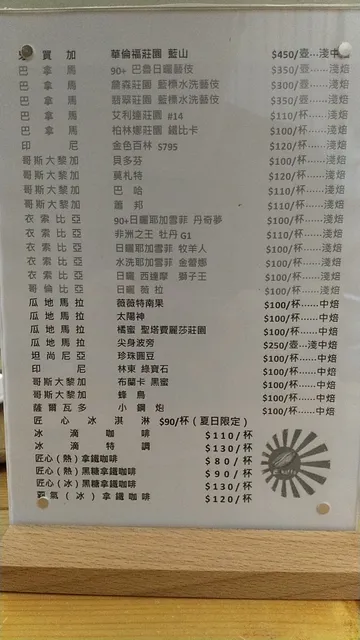 買 加 華倫福莊園 藍山 $450/壺...淺中
巴 拿 馬 90+ 巴魯日曬藝伎 $350/壺...淺焙
巴 拿 馬 詹森莊園 藍標水洗藝伎 $300/壺...淺焙
巴 拿 馬 翡翠莊園 藍標水洗藝伎 $350/壺...淺焙
巴 拿 馬 艾利達莊園 #14 $110/杯......淺焙
巴 拿 馬 柏林娜莊園 鐵比卡 $100/杯......淺焙
印 尼 金色百林 S795 $120/杯......淺焙
哥斯大黎加 貝多芬 $100/杯......淺焙
哥斯大黎加 莫札特 $120/杯......淺焙
哥斯大黎加 巴 哈 $110/杯......淺焙
哥斯大黎加 蕭 邦 $110/杯......淺焙
衣索比亞 90+日曬耶加雪菲 丹奇夢 $100/杯......淺焙
衣索比亞 非洲之王 牡丹 G1 $110/杯......淺焙
衣索比亞 日曬耶加雪菲 牧羊人 $100/杯......淺焙
衣索比亞 水洗耶加雪菲 金蕾娜 $100/杯......淺焙
衣索比亞 日曬 西達摩 獅子王 $100/杯......淺焙
哥倫比亞 日曬 薇 拉 $100/杯......淺焙
瓜地馬拉 薇薇特南果 $100/杯......中焙
瓜地馬拉 太陽神 $100/杯......中焙
瓜地馬拉 橘蜜 聖塔費麗莎莊園 $100/杯......中焙
瓜地馬拉 尖身波旁 $250/壺...淺中焙
坦尚尼亞 珍珠圓豆 $100/杯......中焙
印 尼 林東 綠寶石 $100/杯......中焙
哥斯大黎加 布蘭卡 黑蜜 $100/杯......中焙
哥斯大黎加 蜂 鳥 $100/杯......中焙
薩爾瓦多 小 鋼 炮 $100/杯......中焙
匠 心 冰 淇 淋 $90/杯 (夏日限定)
冰 滴 咖 啡 $110/杯
冰 滴 特 調 $130/杯
匠心(熱)拿鐵咖啡 $80/杯
匠心(熱)黑糖拿鐵咖啡 $90/杯
匠心(冰)黑糖拿鐵咖啡 $130/杯
霸氣(冰)拿鐵咖啡 $120/杯